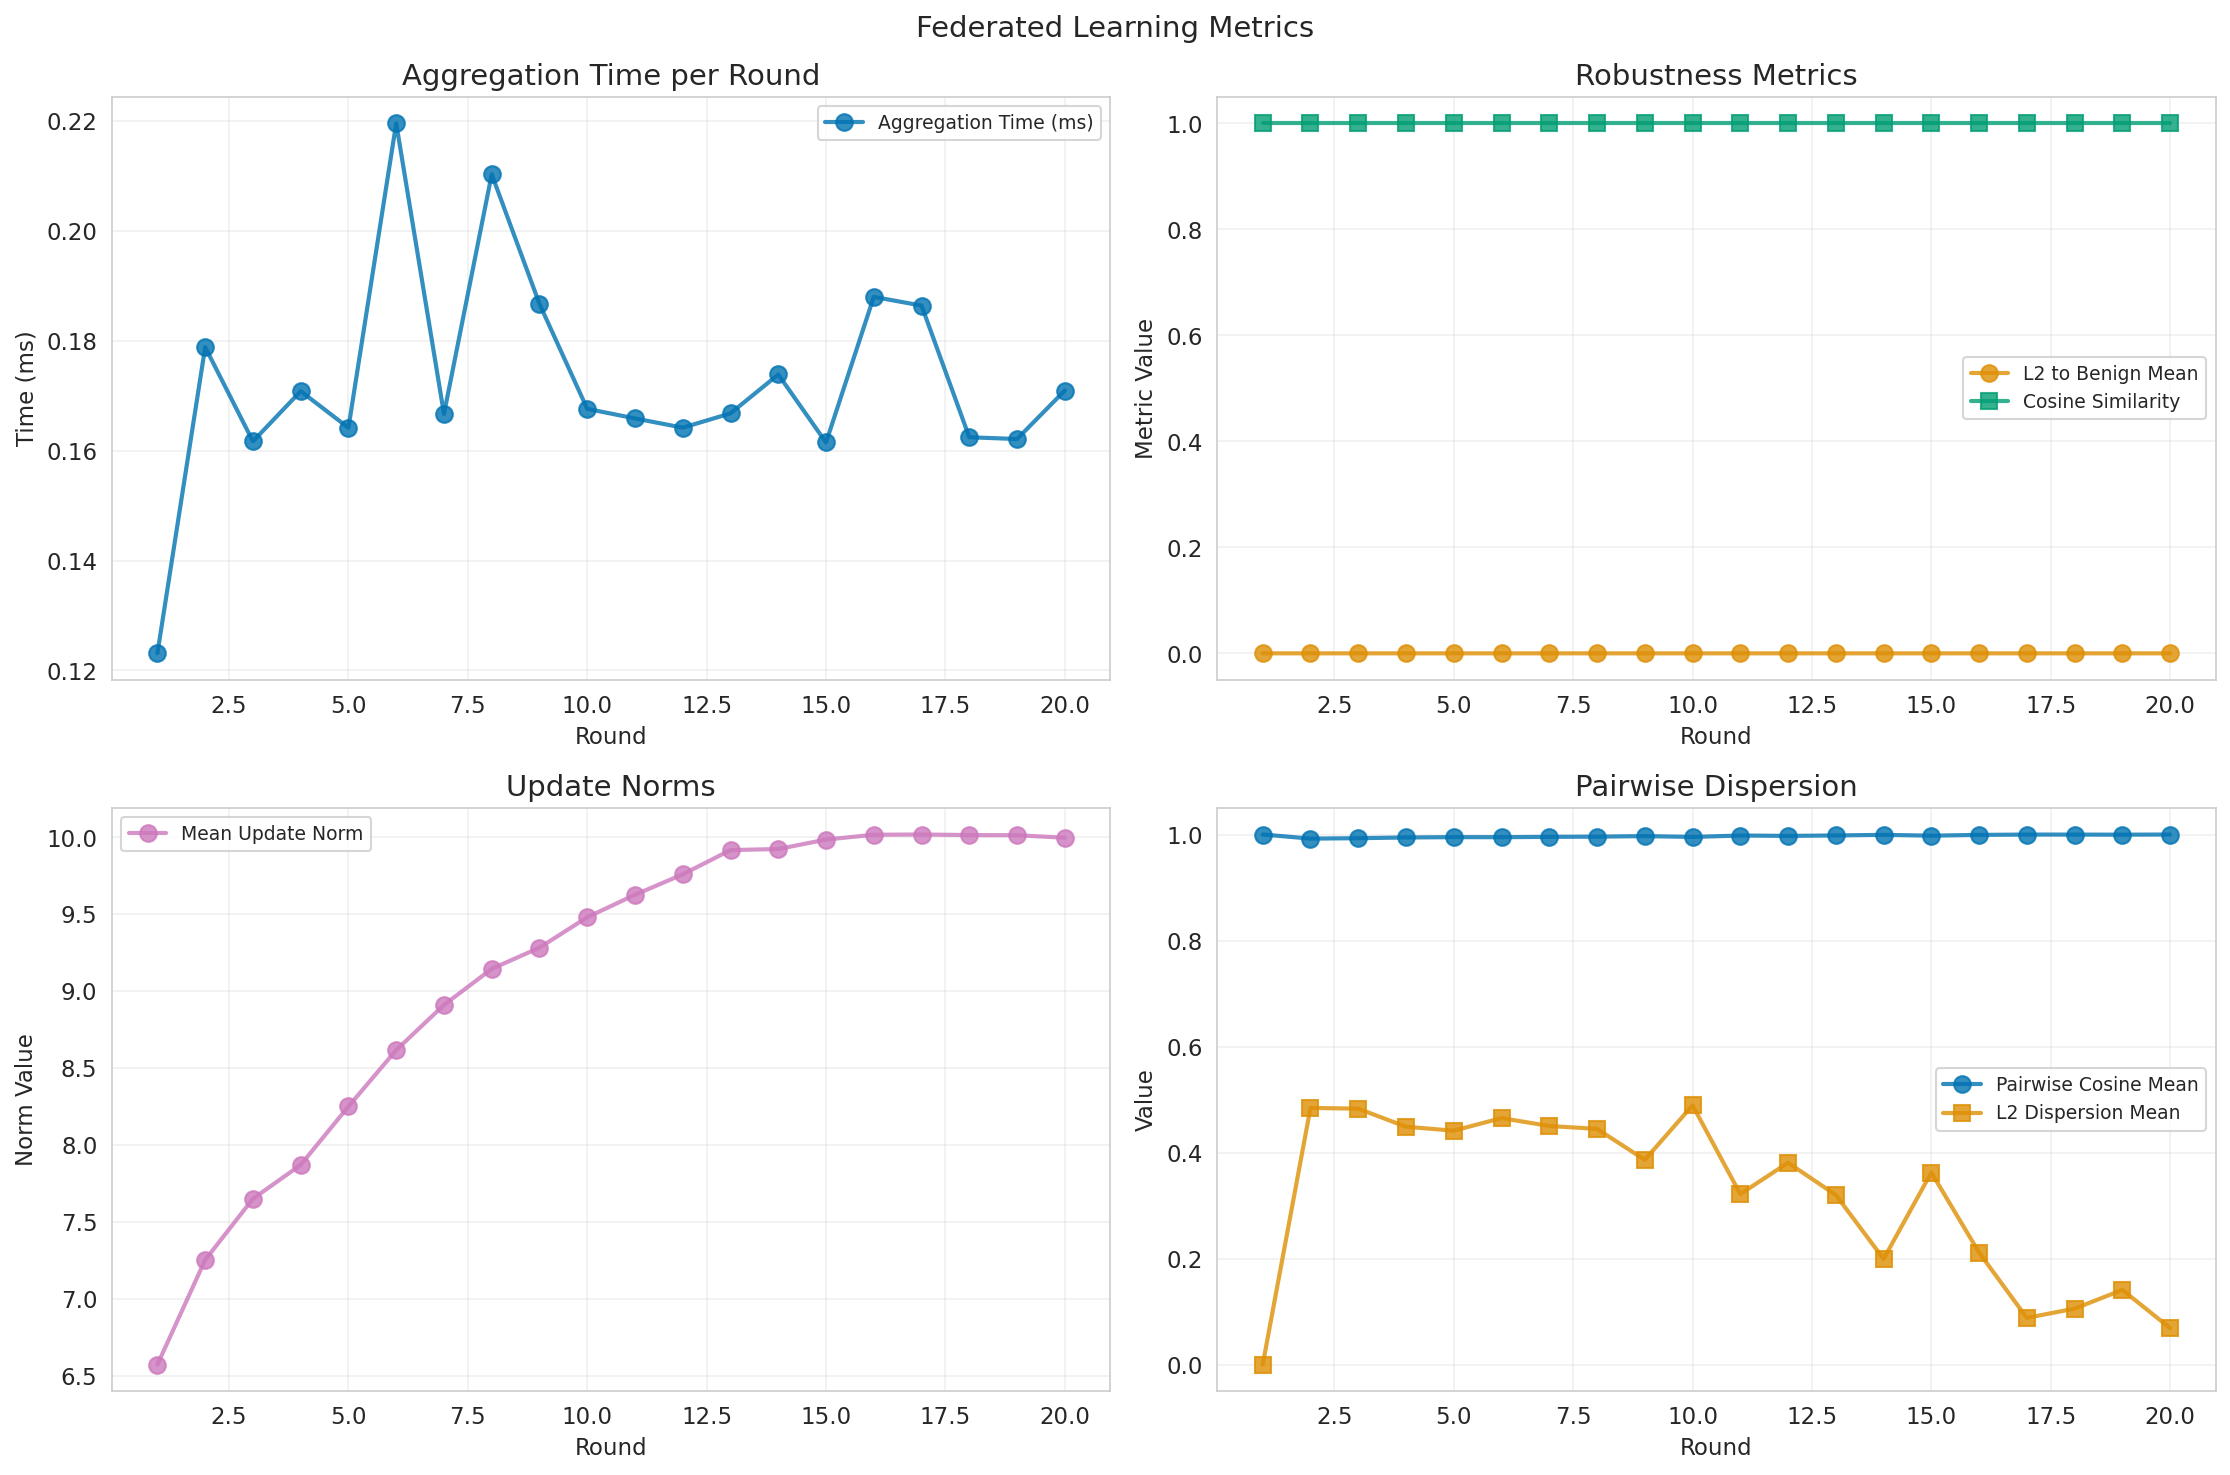 Federated Learning Metrics
Aggregation Time per Round
Aggregation Time (ms)
0.22
0.20
0.18
0.16
0.14
0.12
Time (ms)
2.5 5.0 7.5 10.0 12.5 15.0 17.5 20.0
Round
Robustness Metrics
1.0
0.8
0.6
0.4
0.2
0.0
Metric Value
L2 to Benign Mean
Cosine Similarity
2.5 5.0 7.5 10.0 12.5 15.0 17.5 20.0
Round
Update Norms
Mean Update Norm
10.0
9.5
9.0
8.5
8.0
7.5
7.0
6.5
Norm Value
2.5 5.0 7.5 10.0 12.5 15.0 17.5 20.0
Round
Pairwise Dispersion
1.0
0.8
0.6
0.4
0.2
0.0
Value
Pairwise Cosine Mean
L2 Dispersion Mean
2.5 5.0 7.5 10.0 12.5 15.0 17.5 20.0
Round